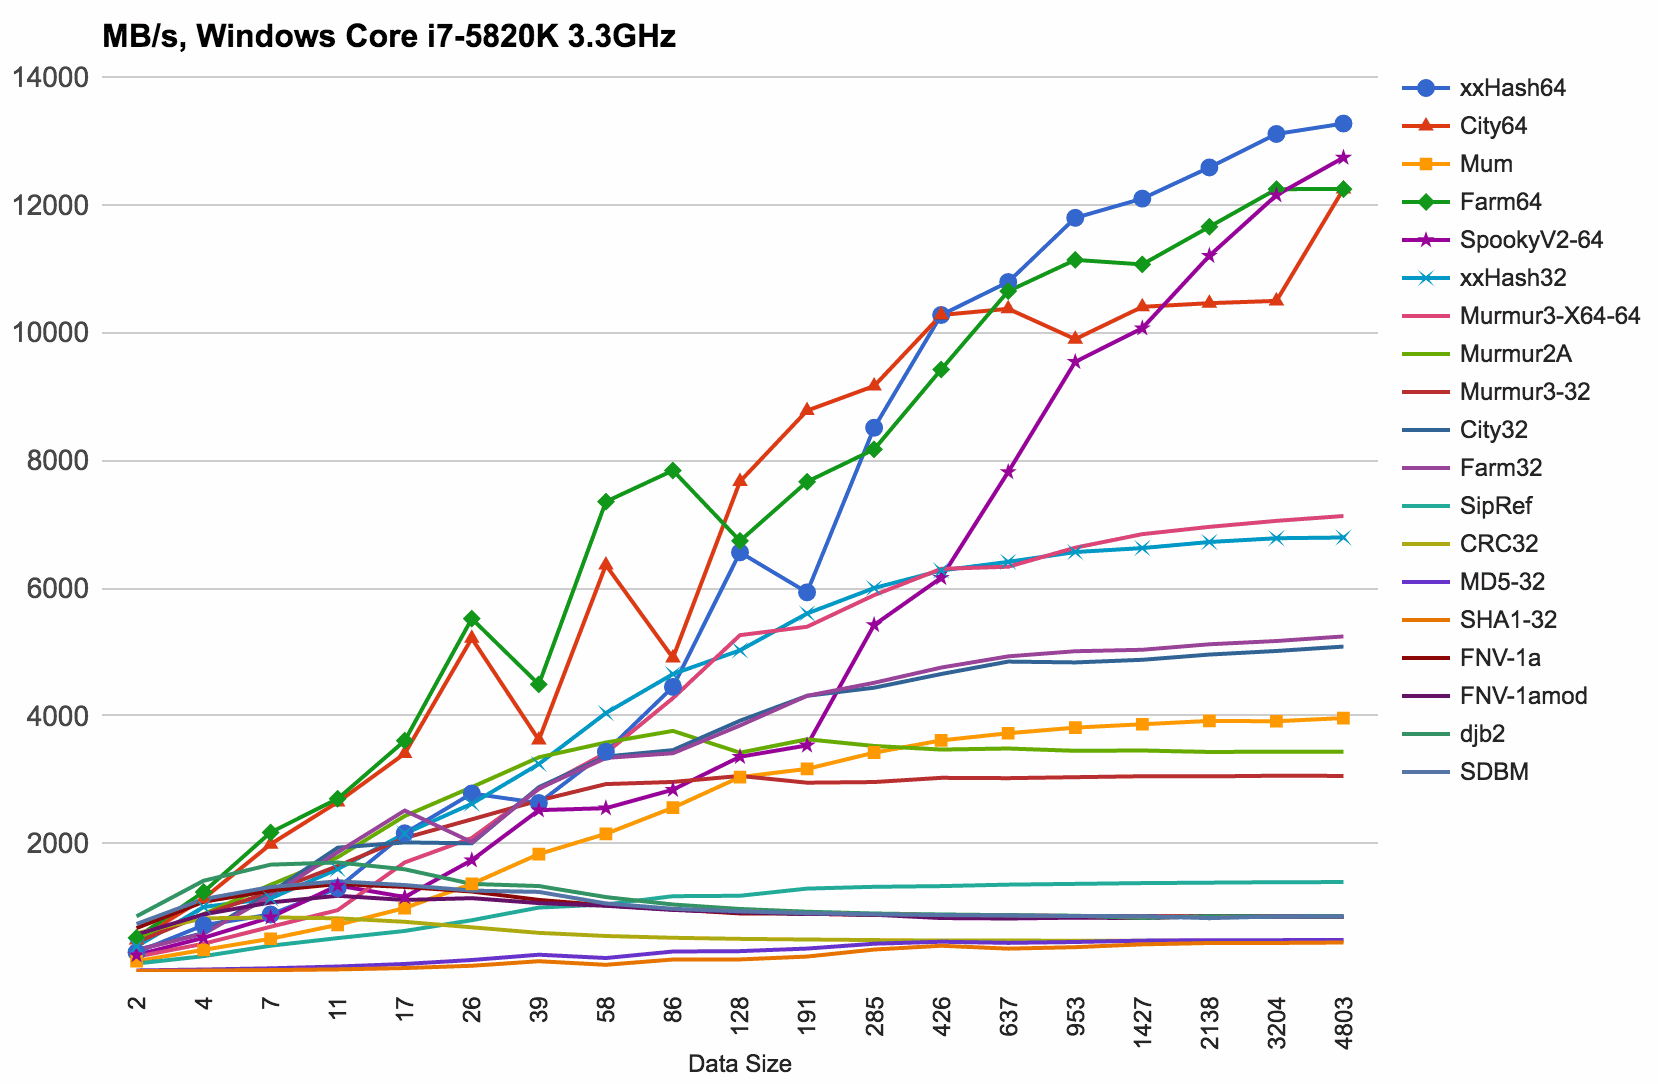 MB/s, Windows Core i7-5820K 3.3GHz
14000
12000
10000
8000
6000
4000
2000
2 4 7 11 17 26 39 58 86 128 191 285 426 637 953 1427 2138 3204 4803
Data Size
xxHash64
City64
Mum
Farm64
SpookyV2-64
xxHash32
Murmur3-X64-64
Murmur2A
Murmur3-32
City32
Farm32
SipRef
CRC32
MD5-32
SHA1-32
FNV-1a
FNV-1amod
djb2
SDBM